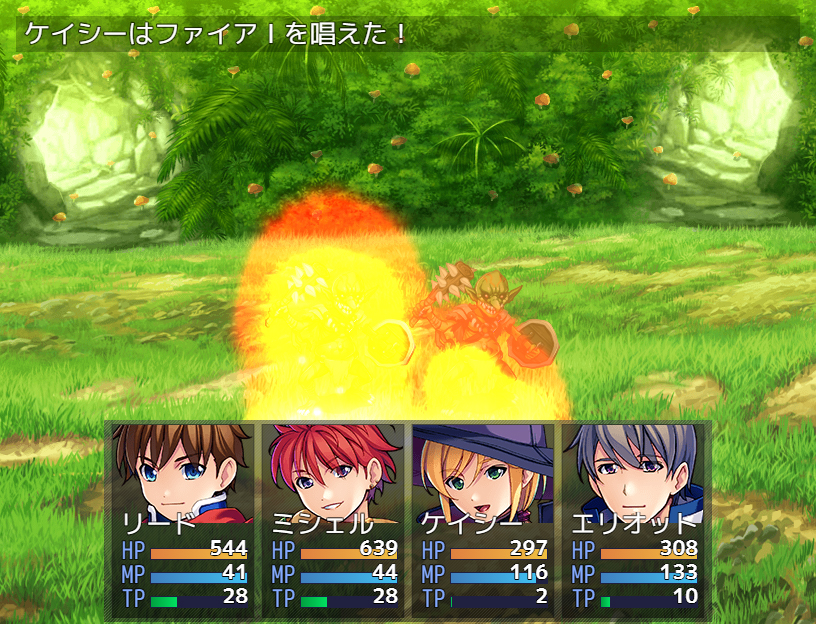 ケイシーはファイアⅠを唱えた!
リード ミシェル ケイシー エリオット
HP 544 HP 639 HP 297 HP 308
MP 41 MP 44 MP 116 MP 133
TP 28 TP 28 TP 2 TP 10